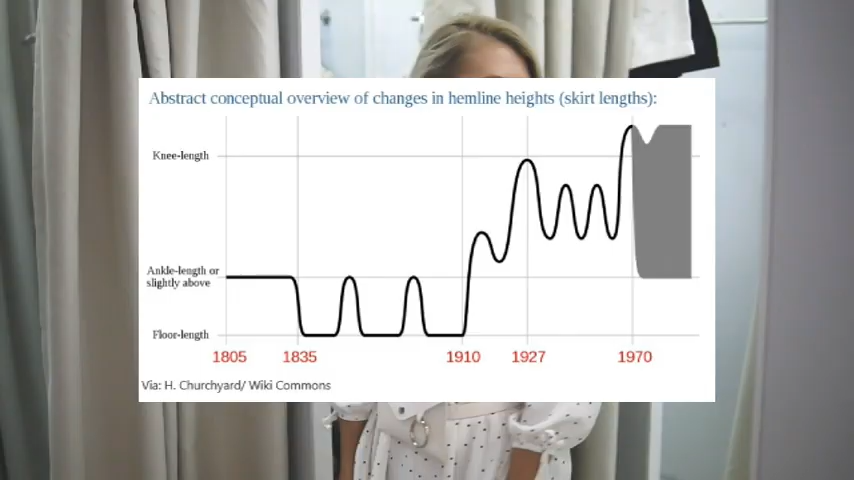 Abstract conceptual overview of changes in hemline heights (skirt lengths):
Knee-length
Ankle-length or
slightly above
Floor-length
1805 1835 1910 1927 1970
Via: H. Churchyard/ Wiki Commons